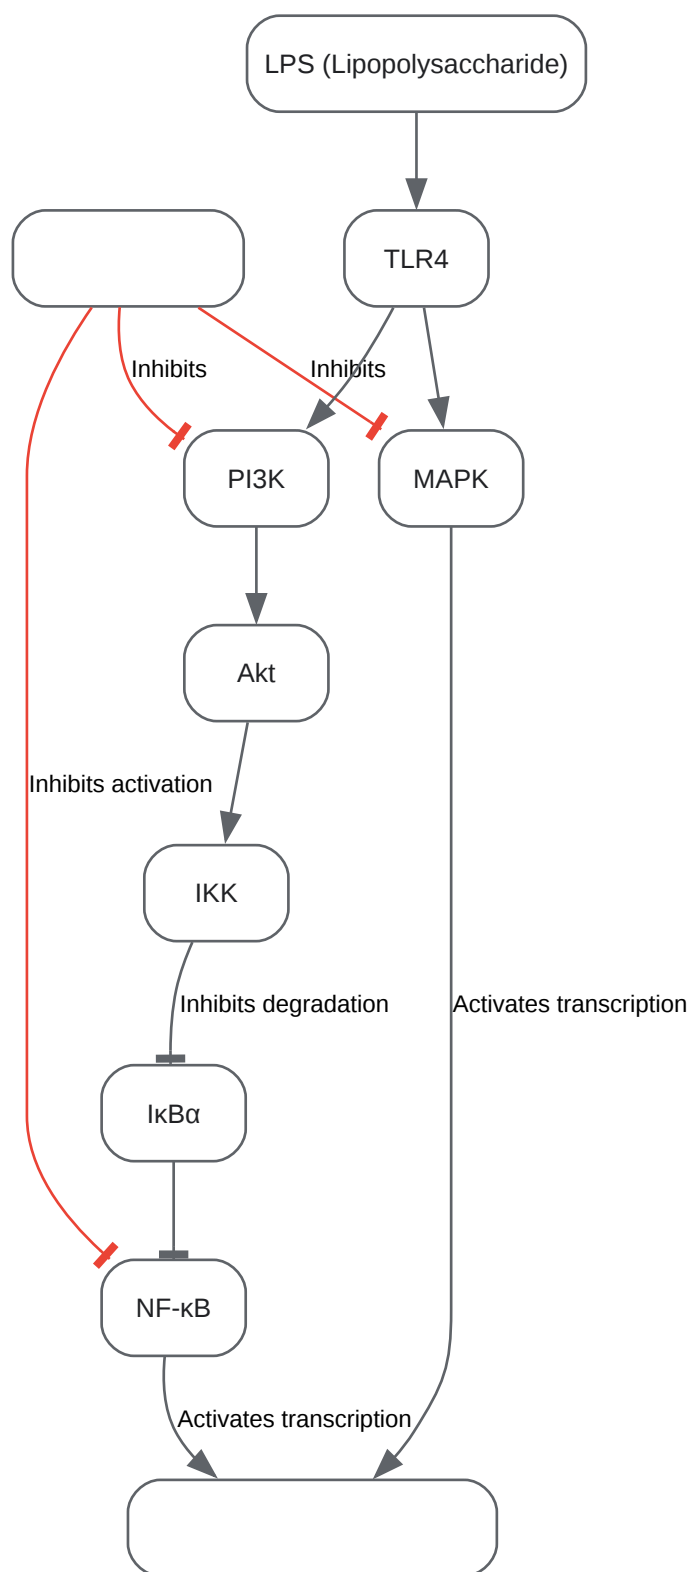 LPS (Lipopolysaccharide)
TLR4
Inhibits
Inhibits
PI3K
MAPK
Akt
Inhibits activation
IKK
Inhibits degradation
Activates transcription
IκBα
NF-κB
Activates transcription